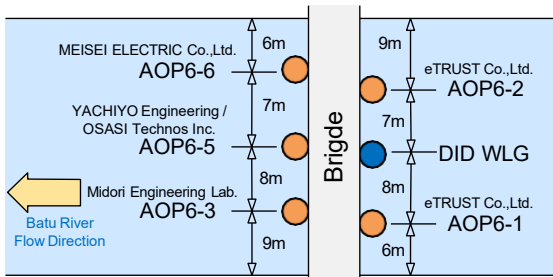 6m
MEISEI ELECTRIC Co.,Ltd.
AOP6-6
7m
YACHIYO Engineering /
OSASI Technos Inc.
AOP6-5
8m
Midori Engineering Lab.
AOP6-3
9m
Batu River
Flow Direction
Brigde
9m
eTRUST Co.,Ltd.
AOP6-2
7m
DID WLG
8m
eTRUST Co.,Ltd.
AOP6-1
6m